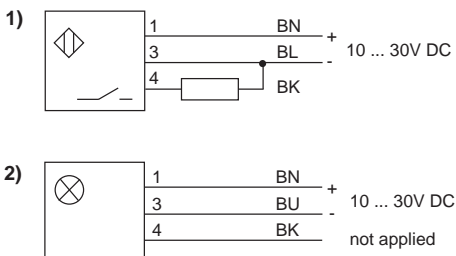 1)
1 BN +
3 BL - 10 ... 30V DC
4 BK
2)
1 BN +
3 BU - 10 ... 30V DC
4 BK not applied